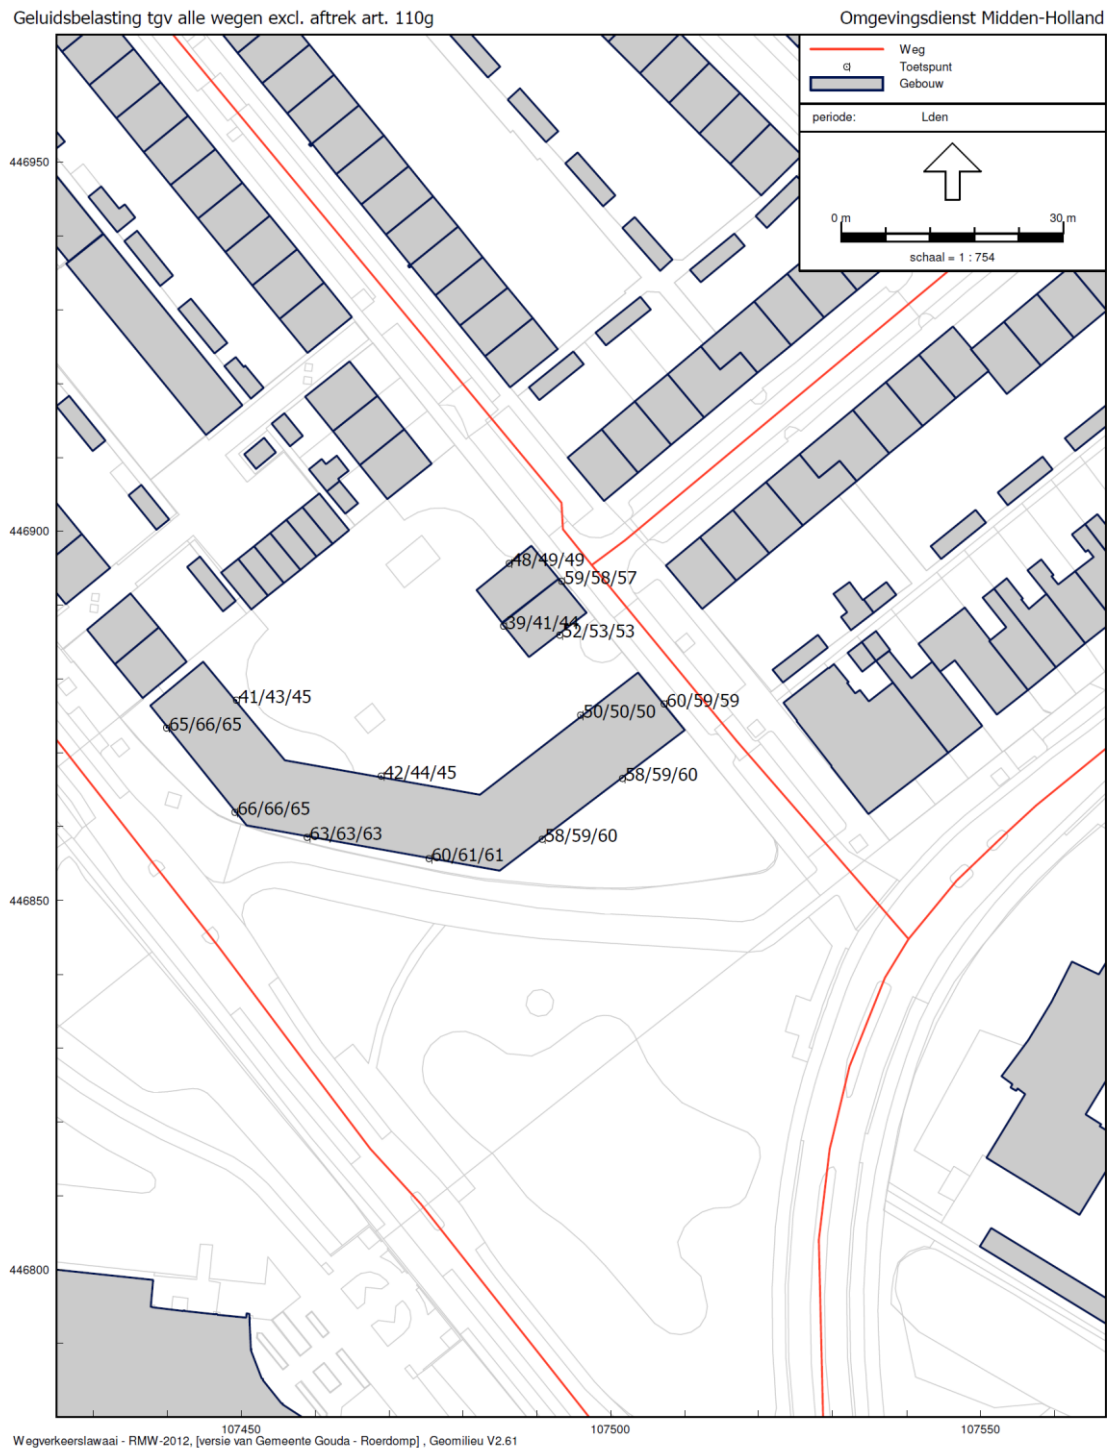 Geluidsbelasting tgv alle wegen excl. aftrek art. 110g
Omgevingsdienst Midden-Holland
Weg
Toetspunt
Gebouw
periode: Lden
0 m 30 m
schaal = 1 : 754
446950
446900
446850
446800
48/49/49
59/58/57
39/41/44
52/53/53
41/43/45
65/66/65
50/50/50
60/59/59
42/44/45
58/59/60
66/66/65
63/63/63
58/59/60
60/61/61
107450
107500
107550
Wegverkeerslawaai - RMW-2012, [versie van Gemeente Gouda - Roerdomp] , Geomilieu V2.61